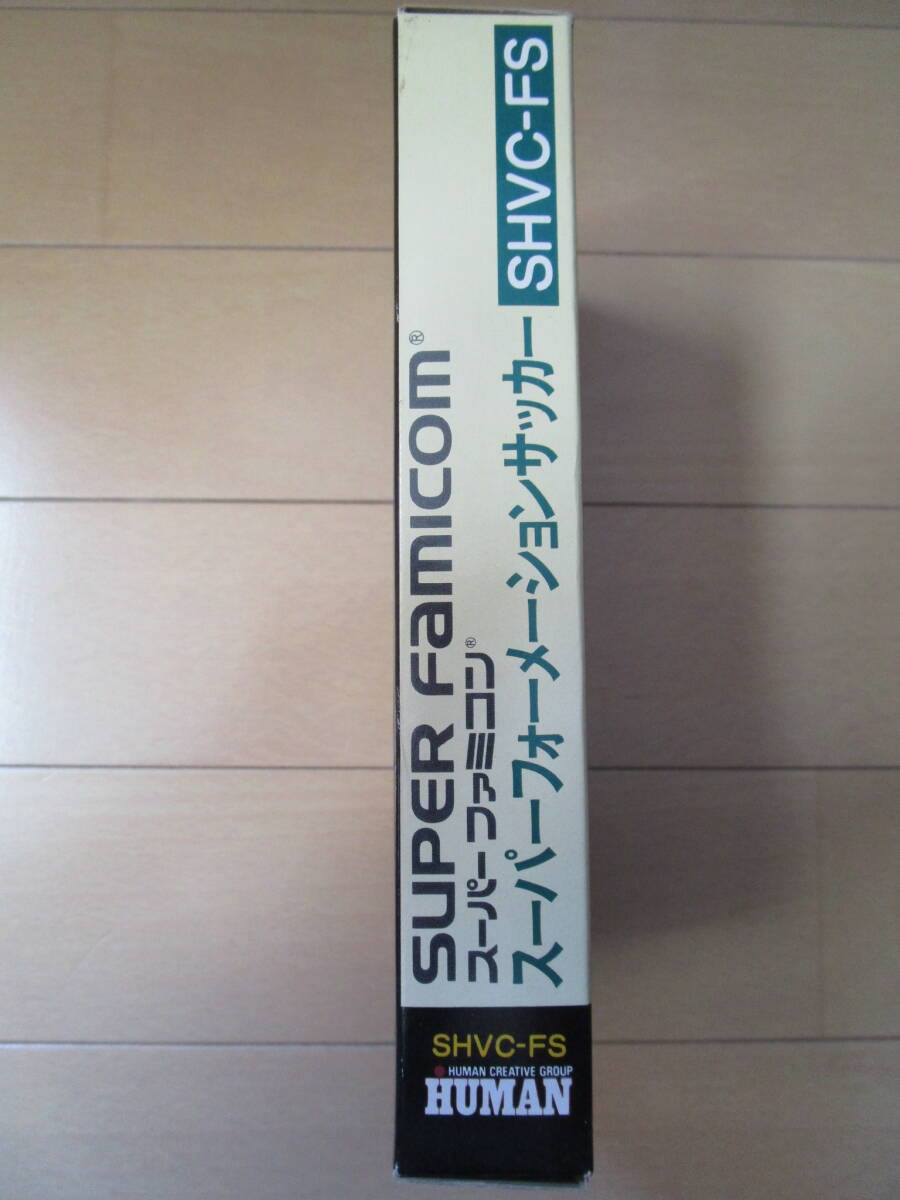 SUPER Famicom®
スーパーファミコン®
スーパーフォーメーションサッカー
SHVC-FS
SHVC-FS
HUMAN CREATIVE GROUP
HUMAN